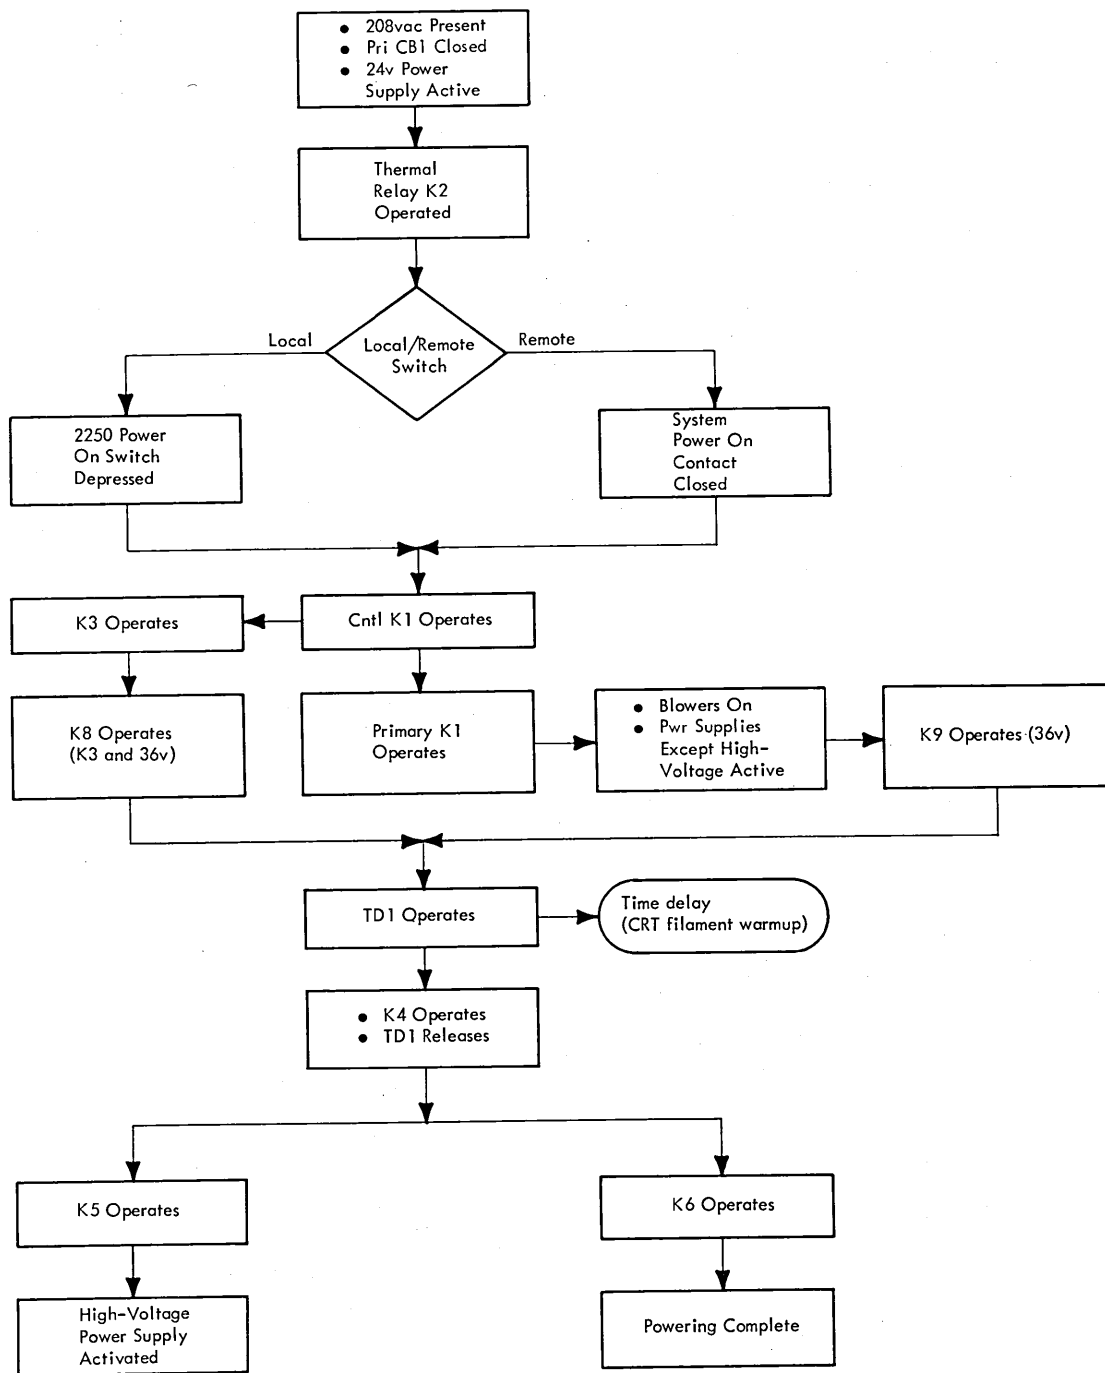 ● 208vac Present
● Pri CB1 Closed
● 24v Power
Supply Active
Thermal
Relay K2
Operated
Local
Local/Remote
Switch
Remote
2250 Power
On Switch
Depressed
System
Power On
Contact
Closed
K3 Operates
Cntl K1 Operates
K8 Operates
(K3 and 36v)
Primary K1
Operates
● Blowers On
● Pwr Supplies
Except High-
Voltage Active
K9 Operates (36v)
TD1 Operates
Time delay
(CRT filament warmup)
● K4 Operates
● TD1 Releases
K5 Operates
K6 Operates
High-Voltage
Power Supply
Activated
Powering Complete